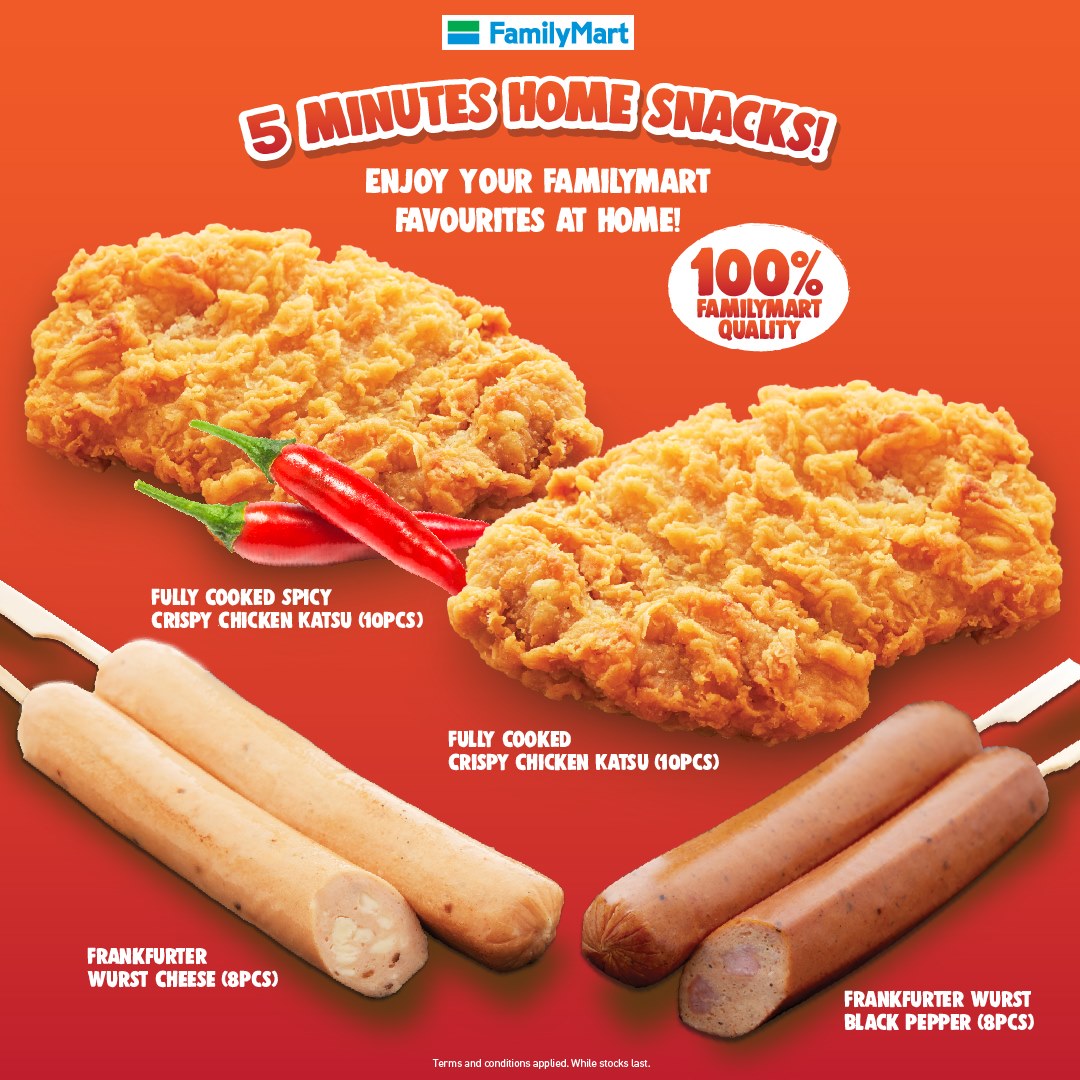 FamilyMart
5 MINUTES HOME SNACKS!
ENJOY YOUR FAMILYMART
FAVOURITES AT HOME!
100%
FAMILYMART
QUALITY
FULLY COOKED SPICY
CRISPY CHICKEN KATSU (10PCS)
FULLY COOKED
CRISPY CHICKEN KATSU (10PCS)
FRANKFURTER
WURST CHEESE (8PCS)
FRANKFURTER WURST
BLACK PEPPER (8PCS)
Terms and conditions applied. While stocks last.